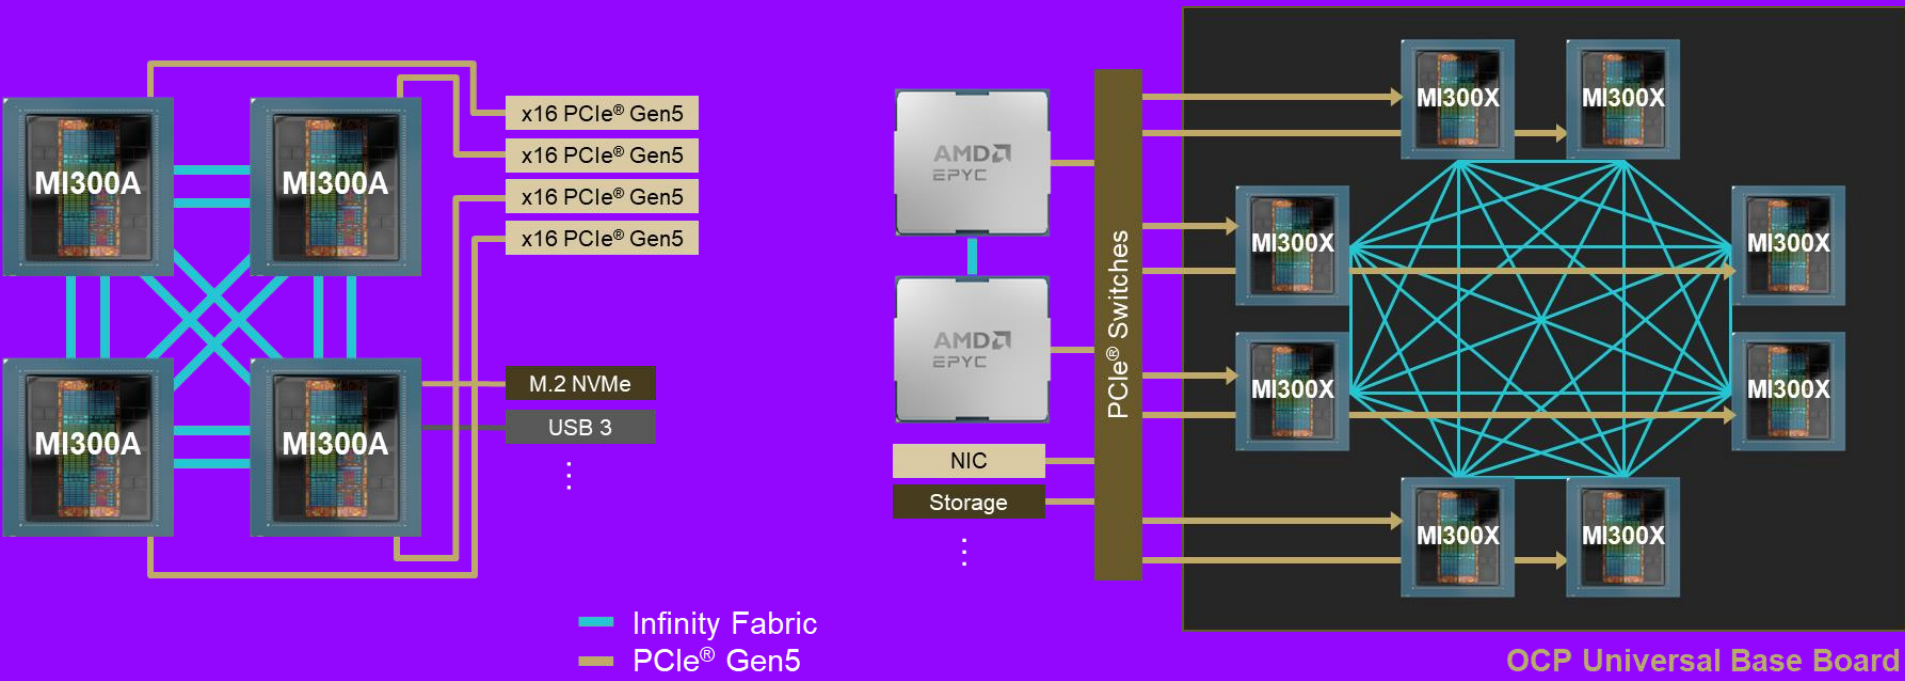 MI300A
MI300A
MI300A
MI300A
x16 PCIe® Gen5
x16 PCIe® Gen5
x16 PCIe® Gen5
x16 PCIe® Gen5
M.2 NVMe
USB 3
⋮
AMD
EPYC
AMD
EPYC
NIC
Storage
⋮
PCIe® Switches
MI300X
MI300X
MI300X
MI300X
MI300X
MI300X
MI300X
MI300X
Infinity Fabric
PCIe® Gen5
OCP Universal Base Board